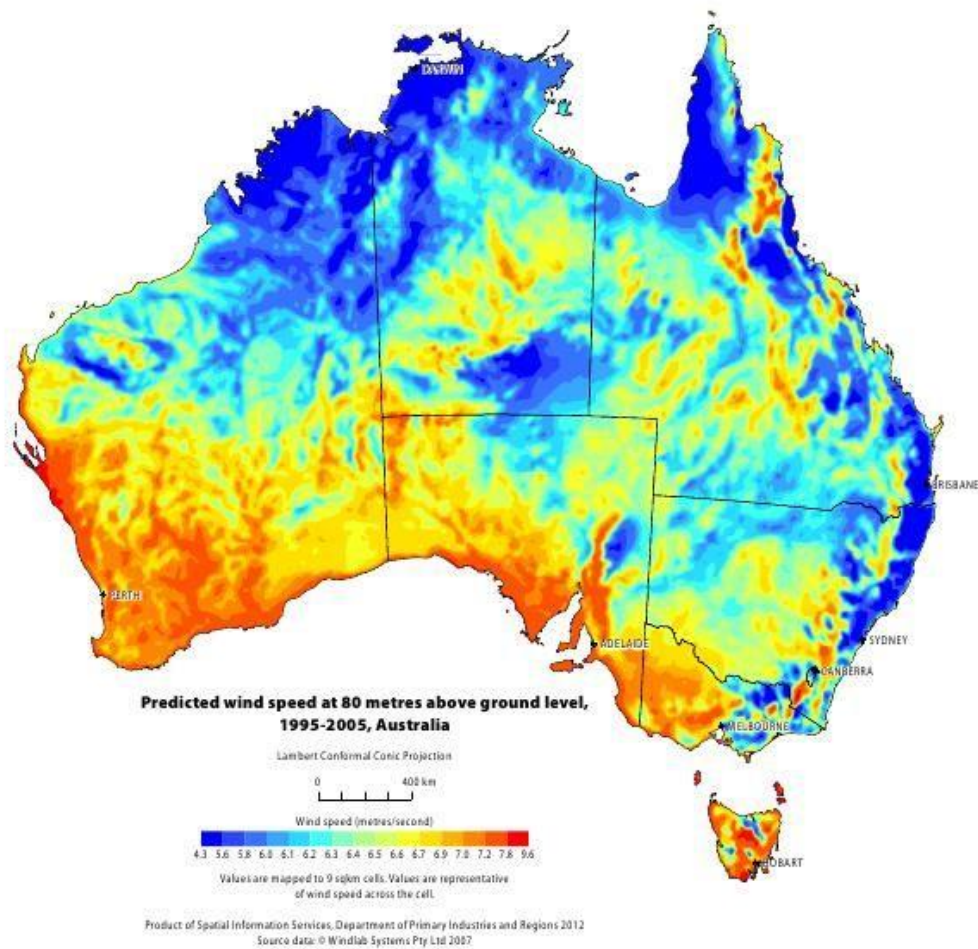 BRISBANE
PERTH
ADELAIDE
SYDNEY
CANBERRA
MELBOURNE
HOBART
Predicted wind speed at 80 metres above ground level,
1995-2005, Australia
Lambert Conformal Conic Projection
0 400 km
Wind speed (metres/second)
4.3 5.6 5.8 6.0 6.1 6.2 6.3 6.4 6.5 6.6 6.7 6.9 7.0 7.2 7.8 9.6
Values are mapped to 9 sqkm cells. Values are representative
of wind speed across the cell.
Product of Spatial Information Services, Department of Primary Industries and Regions 2012
Source data: © Windlab Systems Pty Ltd 2007